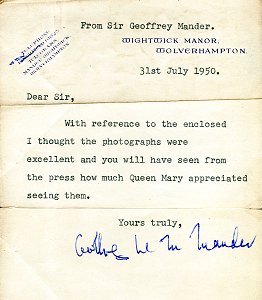 From Sir Geoffrey Mander.
WIGHTWICK MANOR,
WOLVERHAMPTON.
31st July 1950.
Dear Sir,
With reference to the enclosed
I thought the photographs were
excellent and you will have seen from
the press how much Queen Mary appreciated
seeing them.
Yours truly,
Mander